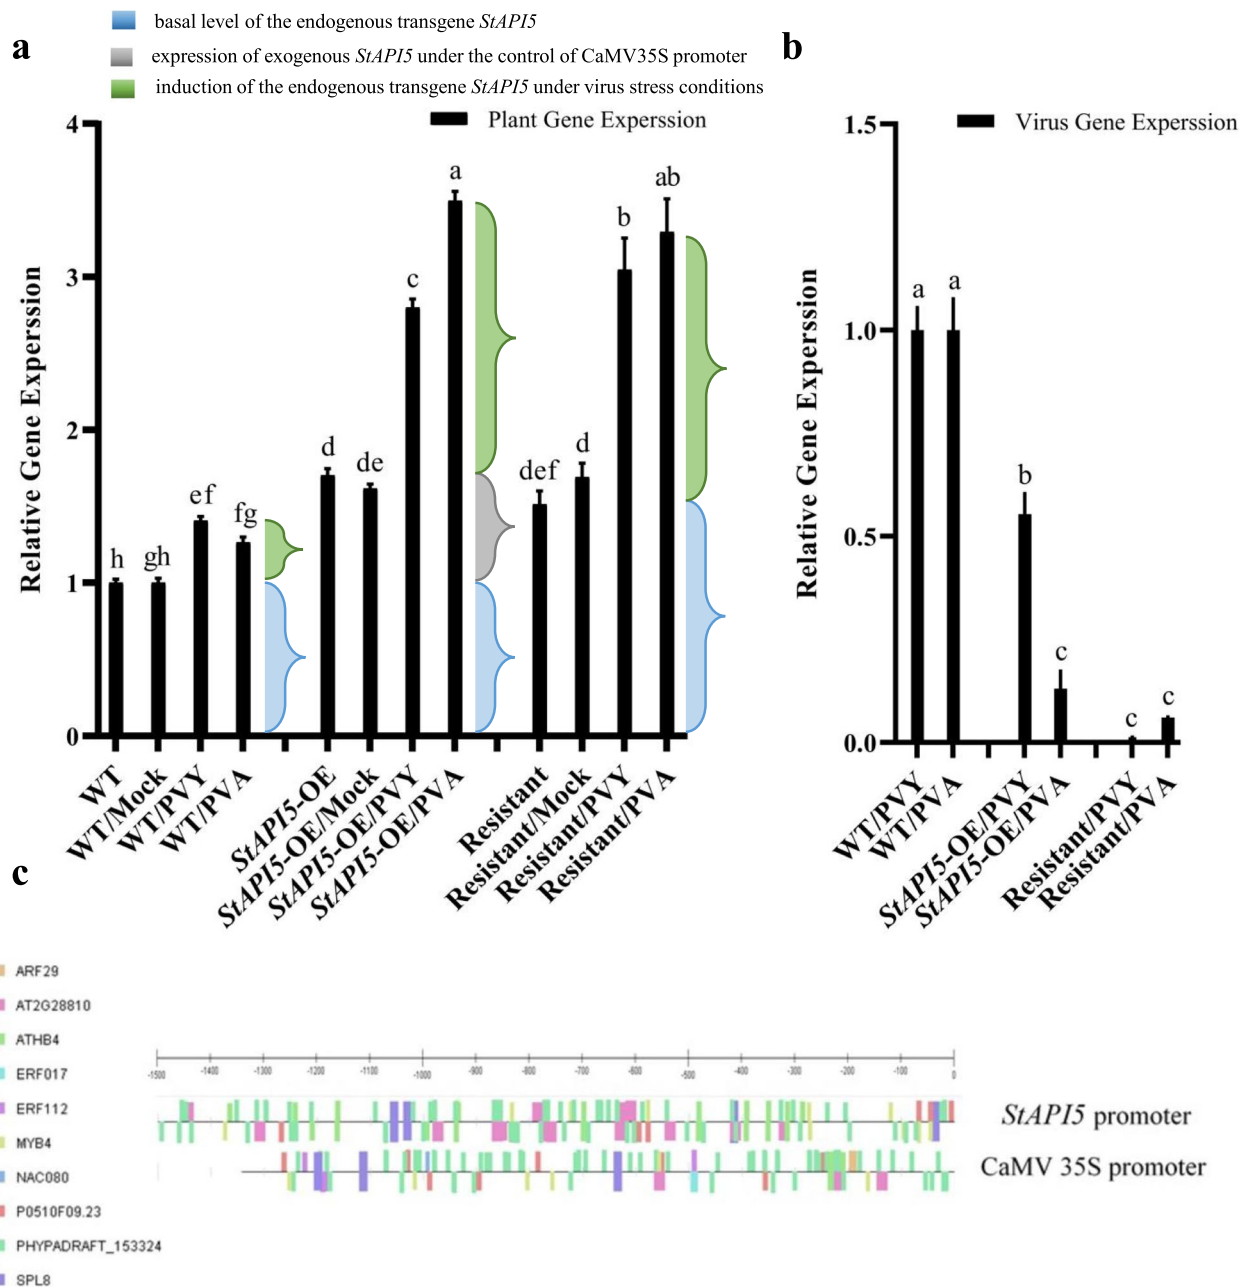 a
basal level of the endogenous transgene StAPI5
expression of exogenous StAPI5 under the control of CaMV35S promoter
induction of the endogenous transgene StAPI5 under virus stress conditions
Plant Gene Experssion
Relative Gene Experssion
4
3
2
1
0
h
gh
ef
fg
d
de
c
a
def
d
b
ab
WT
WT/Mock
WT/PVY
WT/PVA
StAPI5-OE
StAPI5-OE/Mock
StAPI5-OE/PVY
StAPI5-OE/PVA
Resistant
Resistant/Mock
Resistant/PVY
Resistant/PVA
b
Virus Gene Experssion
Relative Gene Experssion
1.5
1.0
0.5
0.0
a
a
b
c
c
c
WT/PVY
WT/PVA
StAPI5-OE/PVY
StAPI5-OE/PVA
Resistant/PVY
Resistant/PVA
c
ARF29
AT2G28810
ATHB4
ERF017
ERF112
MYB4
NAC080
P0510F09.23
PHYPADRAFT_153324
SPL8
-1500 -1400 -1300 -1200 -1100 -1000 -900 -800 -700 -600 -500 -400 -300 -200 -100 0
StAPI5 promoter
CaMV 35S promoter